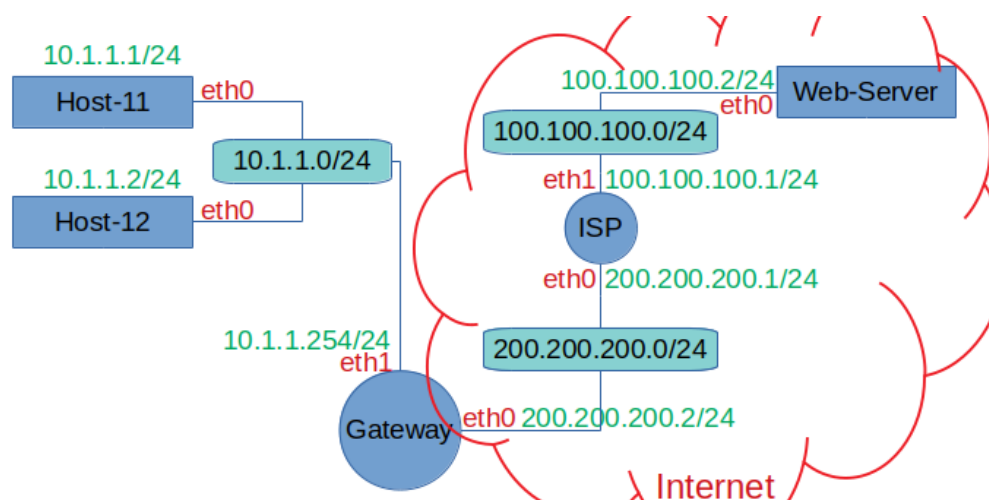 10.1.1.1/24
Host-11
eth0
10.1.1.0/24
10.1.1.2/24
Host-12
eth0
10.1.1.254/24
eth1
Gateway
eth0 200.200.200.2/24
100.100.100.2/24
eth0
Web-Server
100.100.100.0/24
eth1 100.100.100.1/24
ISP
eth0 200.200.200.1/24
200.200.200.0/24
Internet